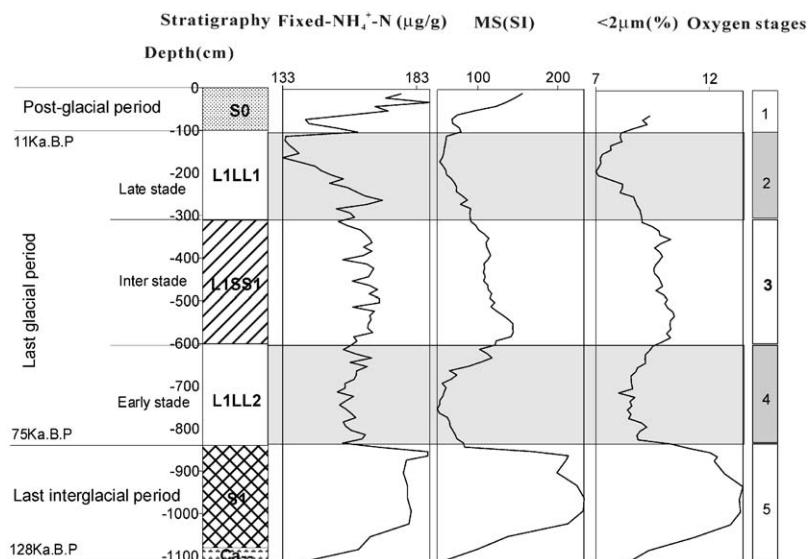 Stratigraphy Fixed-NH₄⁺-N (μg/g) MS(SI) <2μm(%) Oxygen stages
Depth(cm)
133 183 100 200 7 12
0
Post-glacial period S0 1
-100
11Ka.B.P
L1LL1
-200 2
Late stade
-300
-400
Last glacial period
Inter stade L1SS1 3
-500
-600
-700
Early stade L1LL2 4
-800
75Ka.B.P
-900
Last interglacial period S1 5
-1000
128Ka.B.P -1100